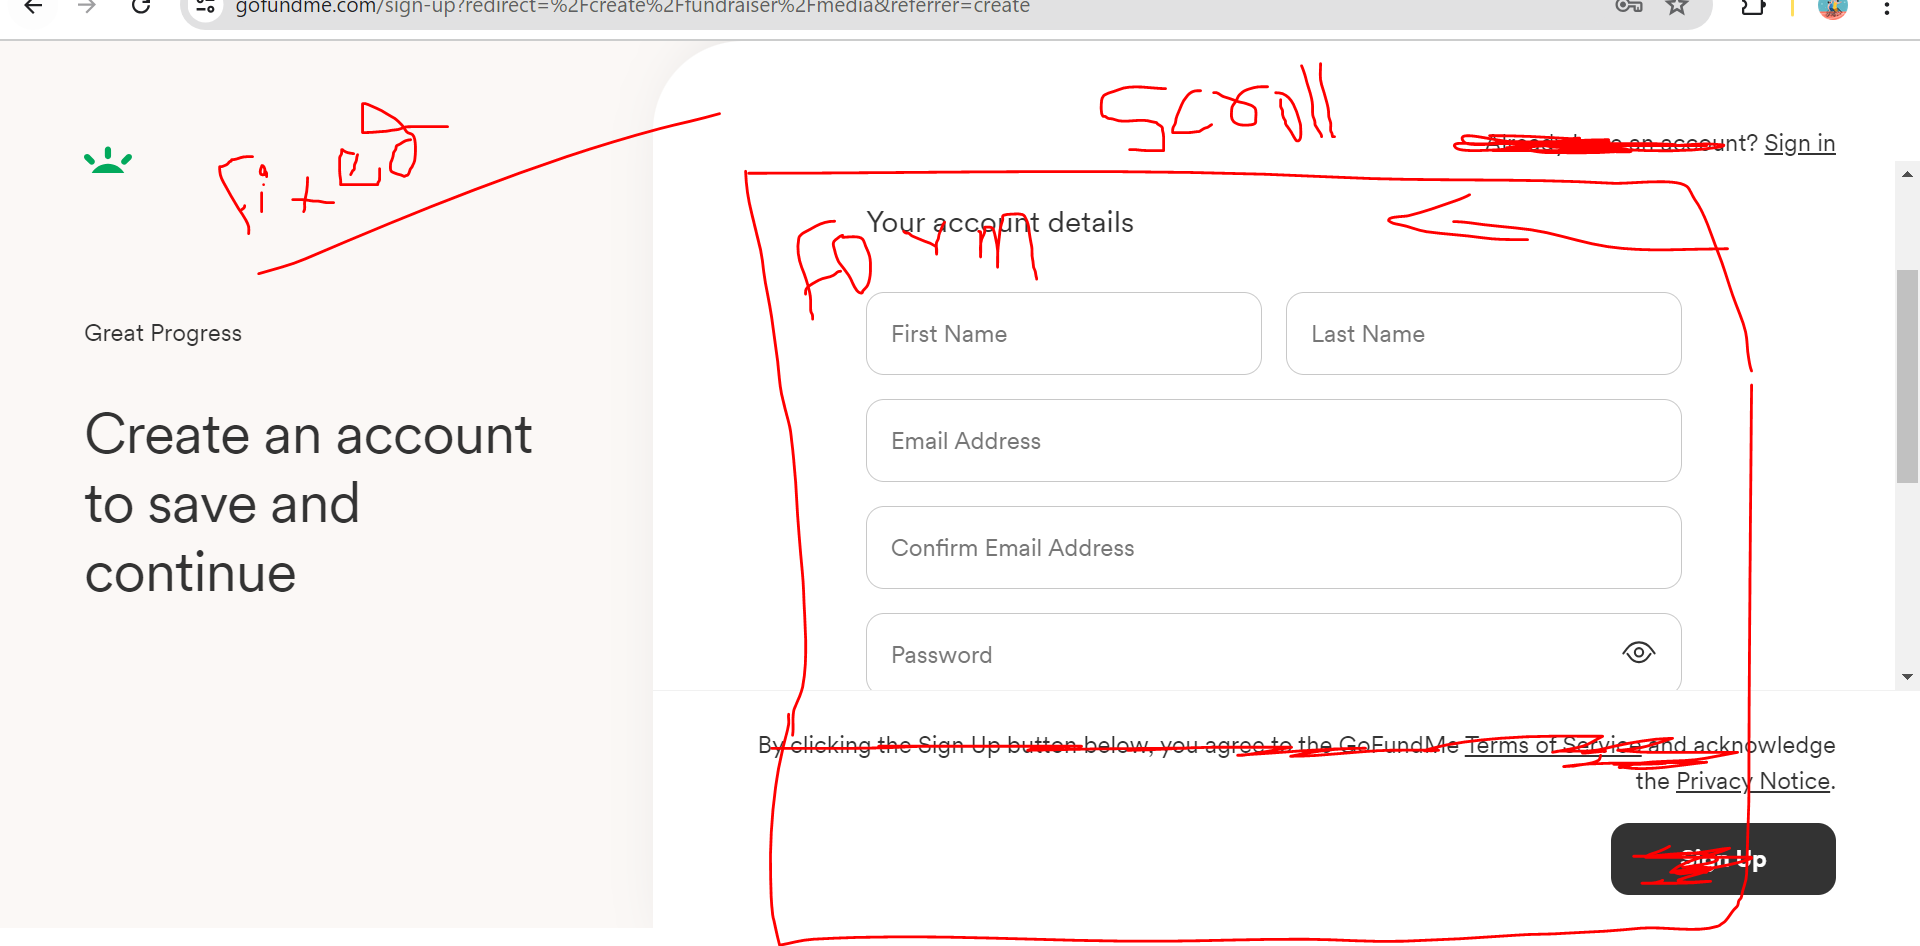 gofundme.com/sign-up?redirect=%2Fcreate%2Ffundraiser%2Fmedia&referrer=create
Scroll
Already have an account? Sign in
Your account details
Form
First Name
Last Name
Great Progress
Email Address
Create an account
to save and
continue
Confirm Email Address
Password
By clicking the Sign Up button below, you agree to the GoFundMe Terms of Service and acknowledge
the Privacy Notice.
Sign Up